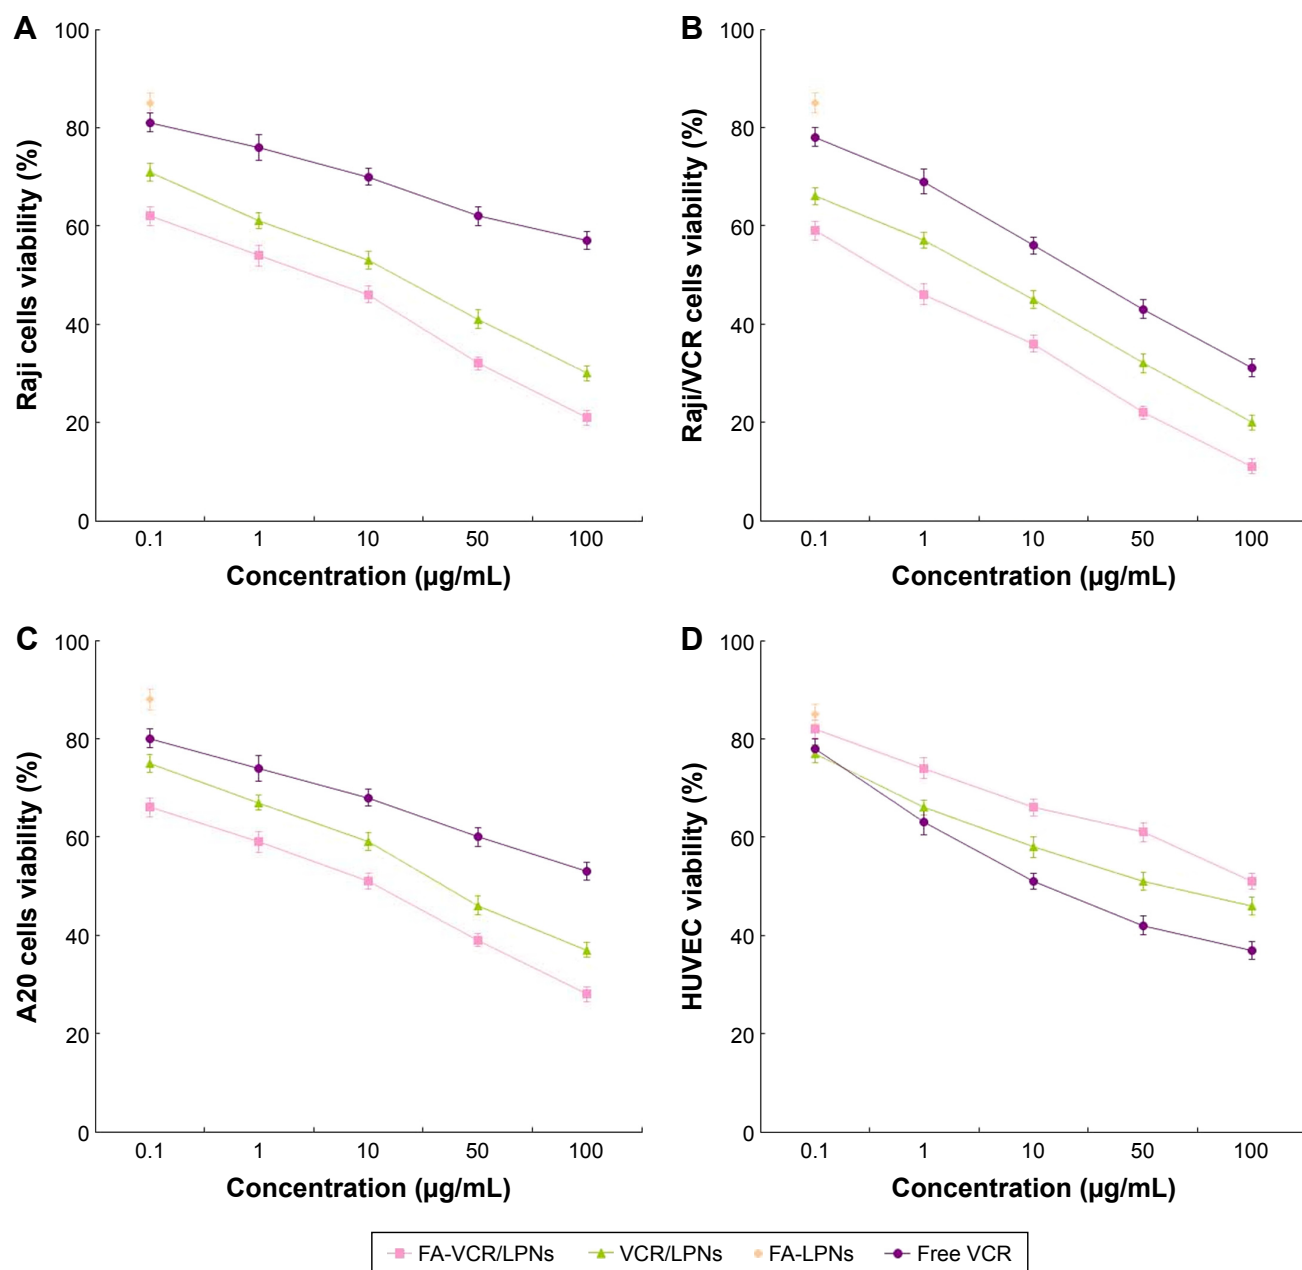 A
B
100
80
60
40
20
0
Raji cells viability (%)
0.1 1 10 50 100
Concentration (µg/mL)
100
80
60
40
20
0
Raji/VCR cells viability (%)
0.1 1 10 50 100
Concentration (µg/mL)
C
D
100
80
60
40
20
0
A20 cells viability (%)
0.1 1 10 50 100
Concentration (µg/mL)
100
80
60
40
20
0
HUVEC viability (%)
0.1 1 10 50 100
Concentration (µg/mL)
FA-VCR/LPNs VCR/LPNs FA-LPNs Free VCR